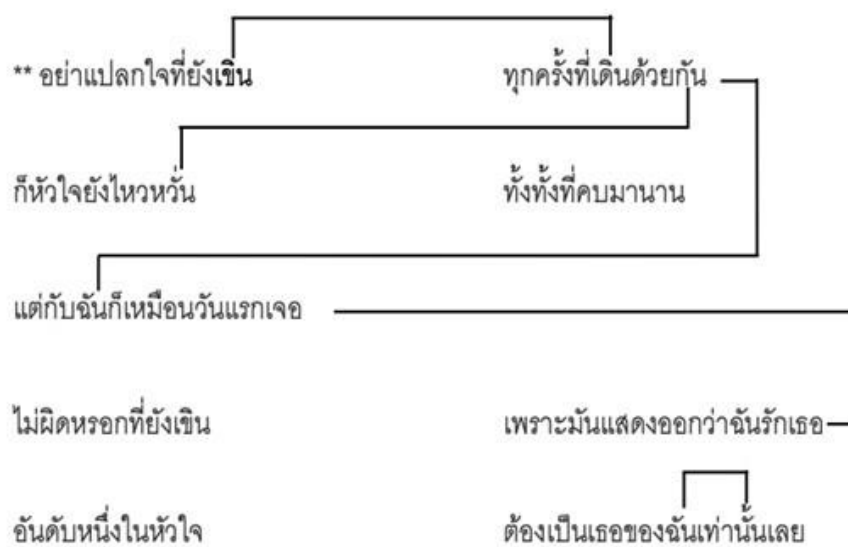 ** อย่าแปลกใจที่ยังเขิน ทุกครั้งที่เดินด้วยกัน
ก็หัวใจยังไหวหวั่น ทั้งทั้งที่คบมานาน
แต่กับฉันก็เหมือนวันแรกเจอ
ไม่ผิดหรอกที่ยังเขิน เพราะมันแสดงออกว่าฉันรักเธอ
อันดับหนึ่งในหัวใจ ต้องเป็นเธอของฉันเท่านั้นเลย